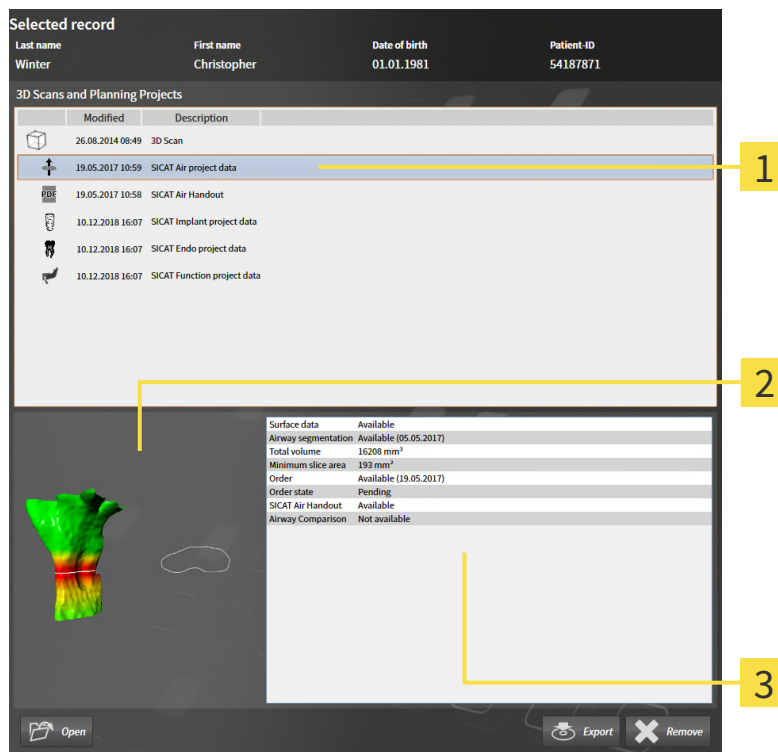 Selected record
Last name First name Date of birth Patient-ID
Winter Christopher 01.01.1981 54187871
3D Scans and Planning Projects
Modified Description
26.08.2014 08:49 3D Scan
19.05.2017 10:59 SICAT Air project data
1
PDF 19.05.2017 10:58 SICAT Air Handout
10.12.2018 16:07 SICAT Implant project data
10.12.2018 16:07 SICAT Endo project data
10.12.2018 16:07 SICAT Function project data
2
Surface data Available
Airway segmentation Available (05.05.2017)
Total volume 16208 mm³
Minimum slice area 193 mm²
Order Available (19.05.2017)
Order state Pending
SICAT Air Handout Available
Airway Comparison Not available
3
Open Export Remove